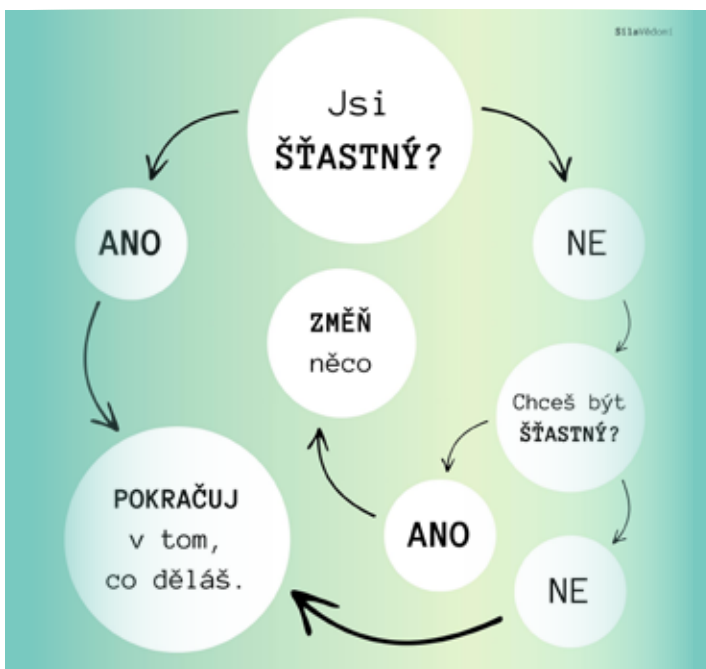 SílaVědomí
Jsi
ŠŤASTNÝ?
ANO
NE
ZMĚŇ
něco
Chceš být
ŠŤASTNÝ?
POKRAČUJ
v tom,
co děláš.
ANO
NE